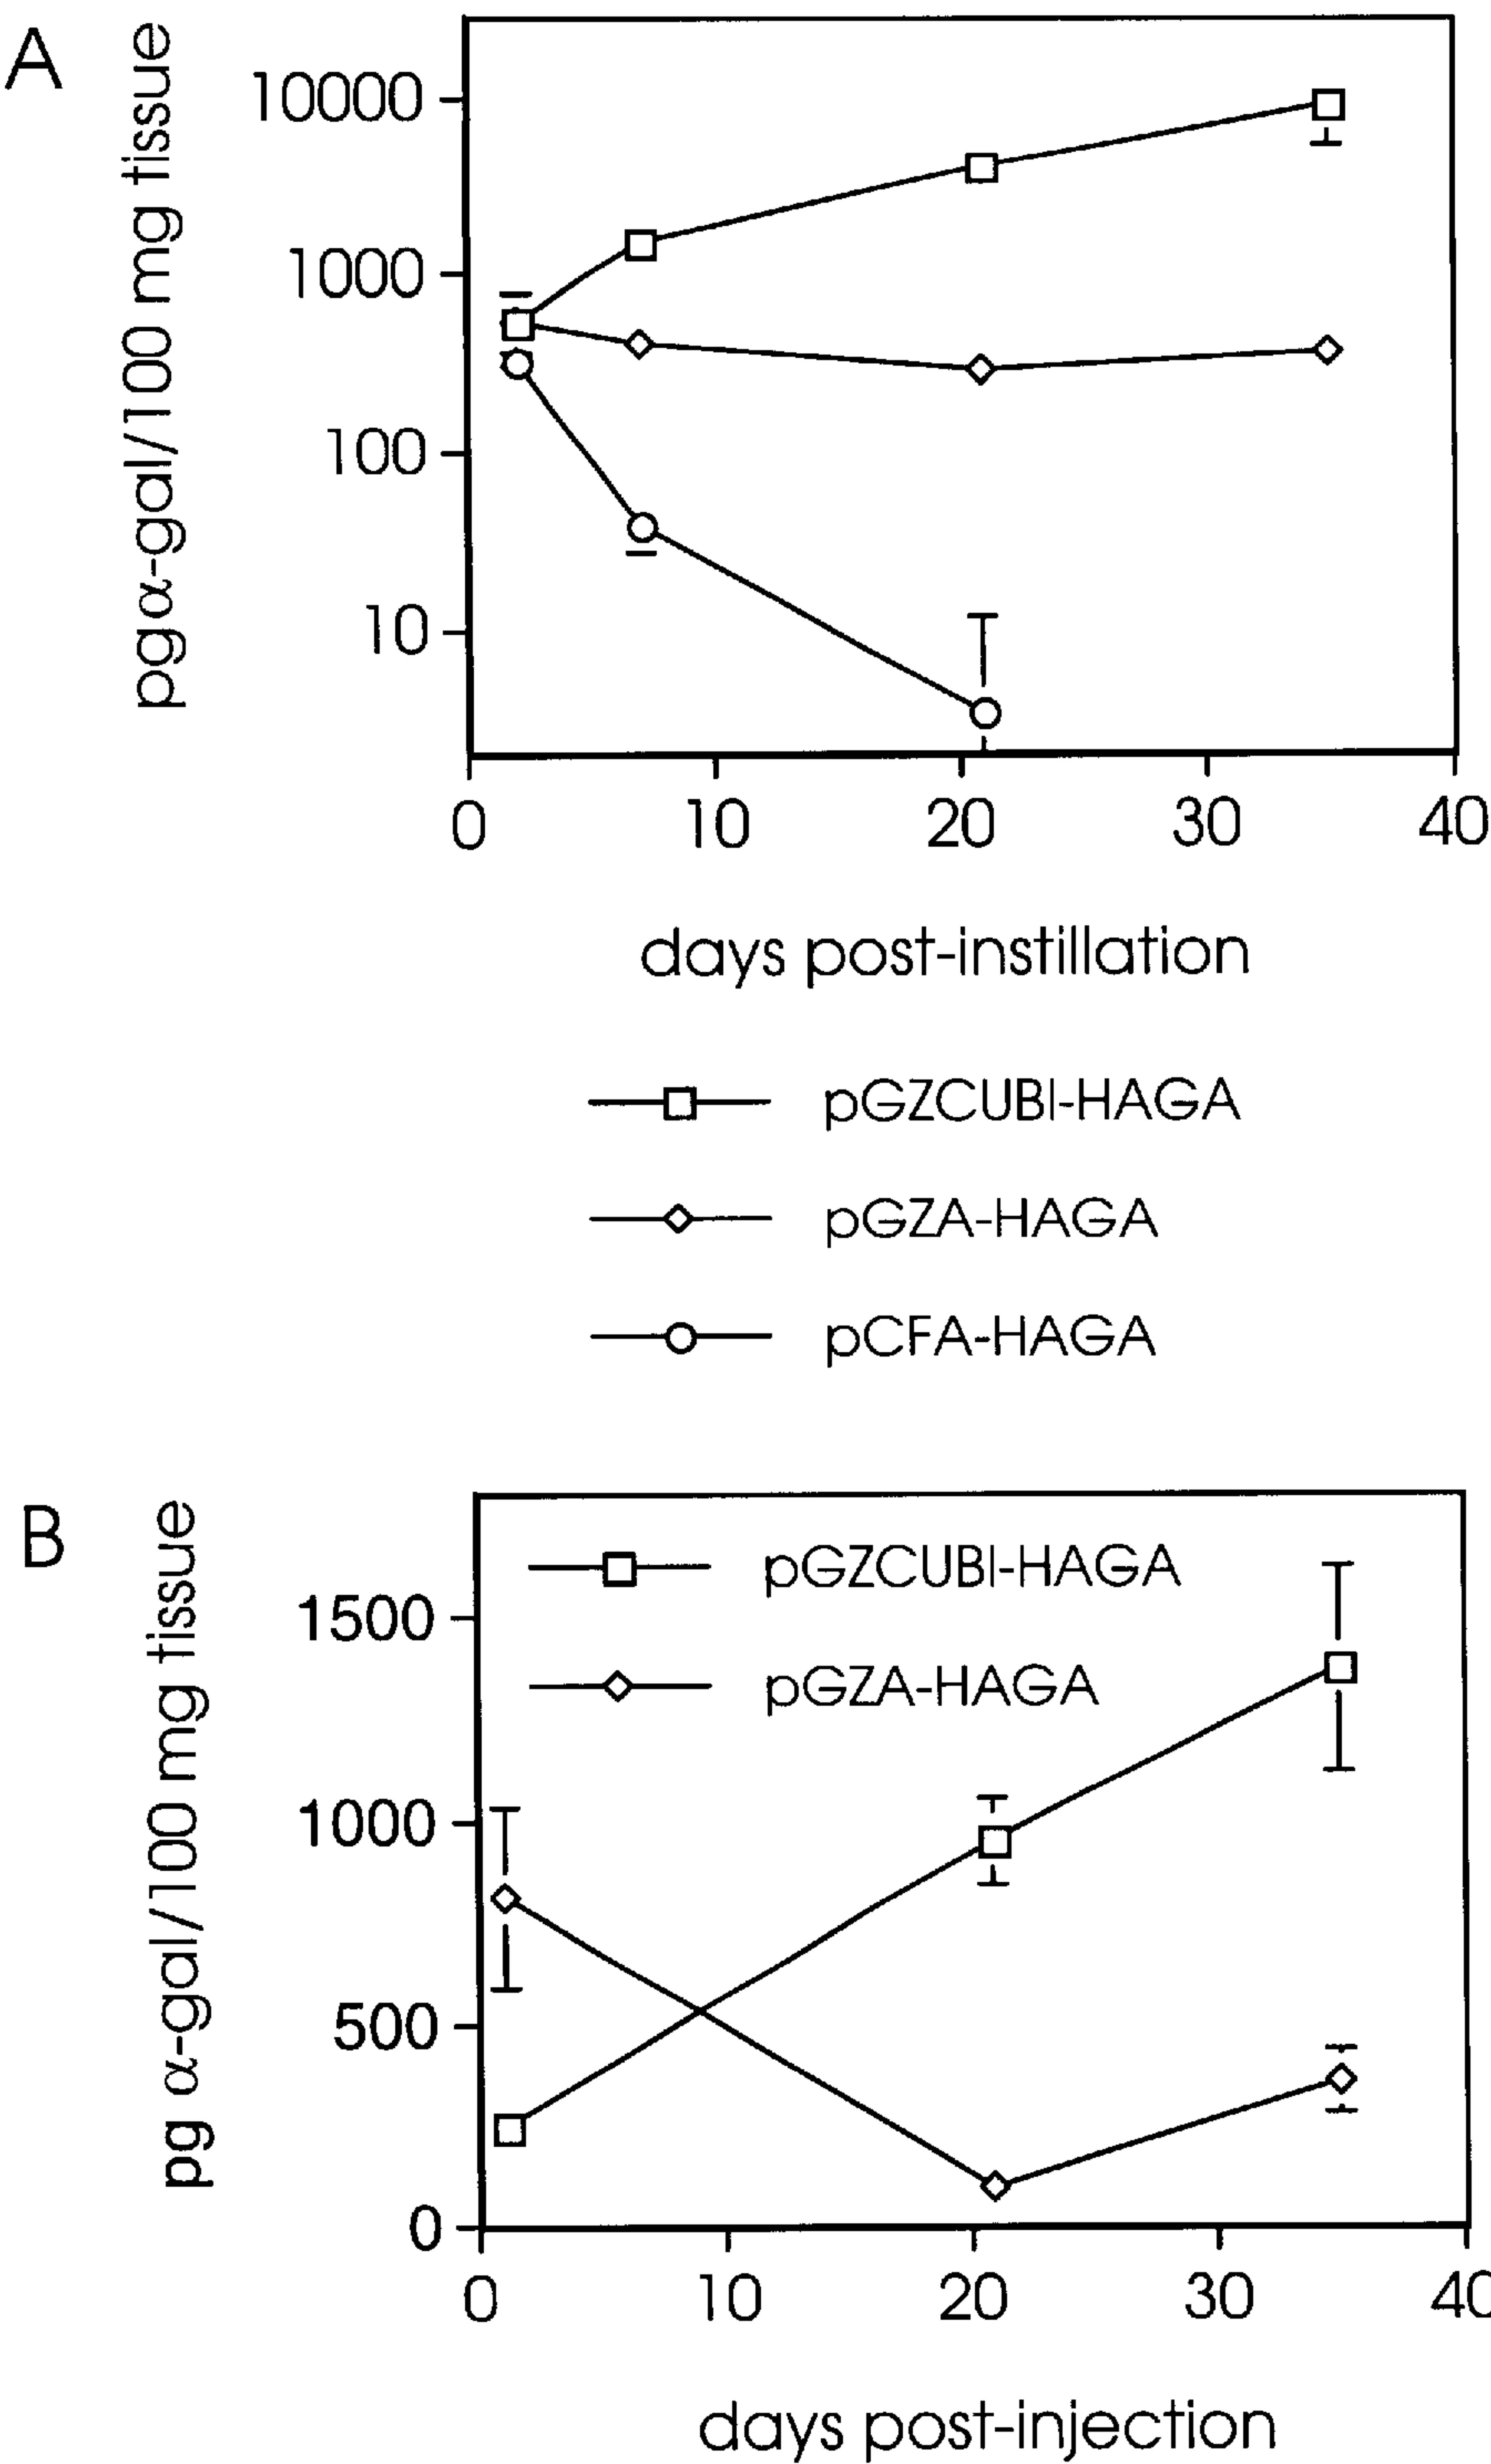 A
pg α-gal/100 mg tissue
10000
1000
100
10
0 10 20 30 40
days post-instillation
pGZCUBI-HAGA
pGZA-HAGA
pCFA-HAGA
B
pg α-gal/100 mg tissue
pGZCUBI-HAGA
pGZA-HAGA
1500
1000
500
0
0 10 20 30 40
days post-injection